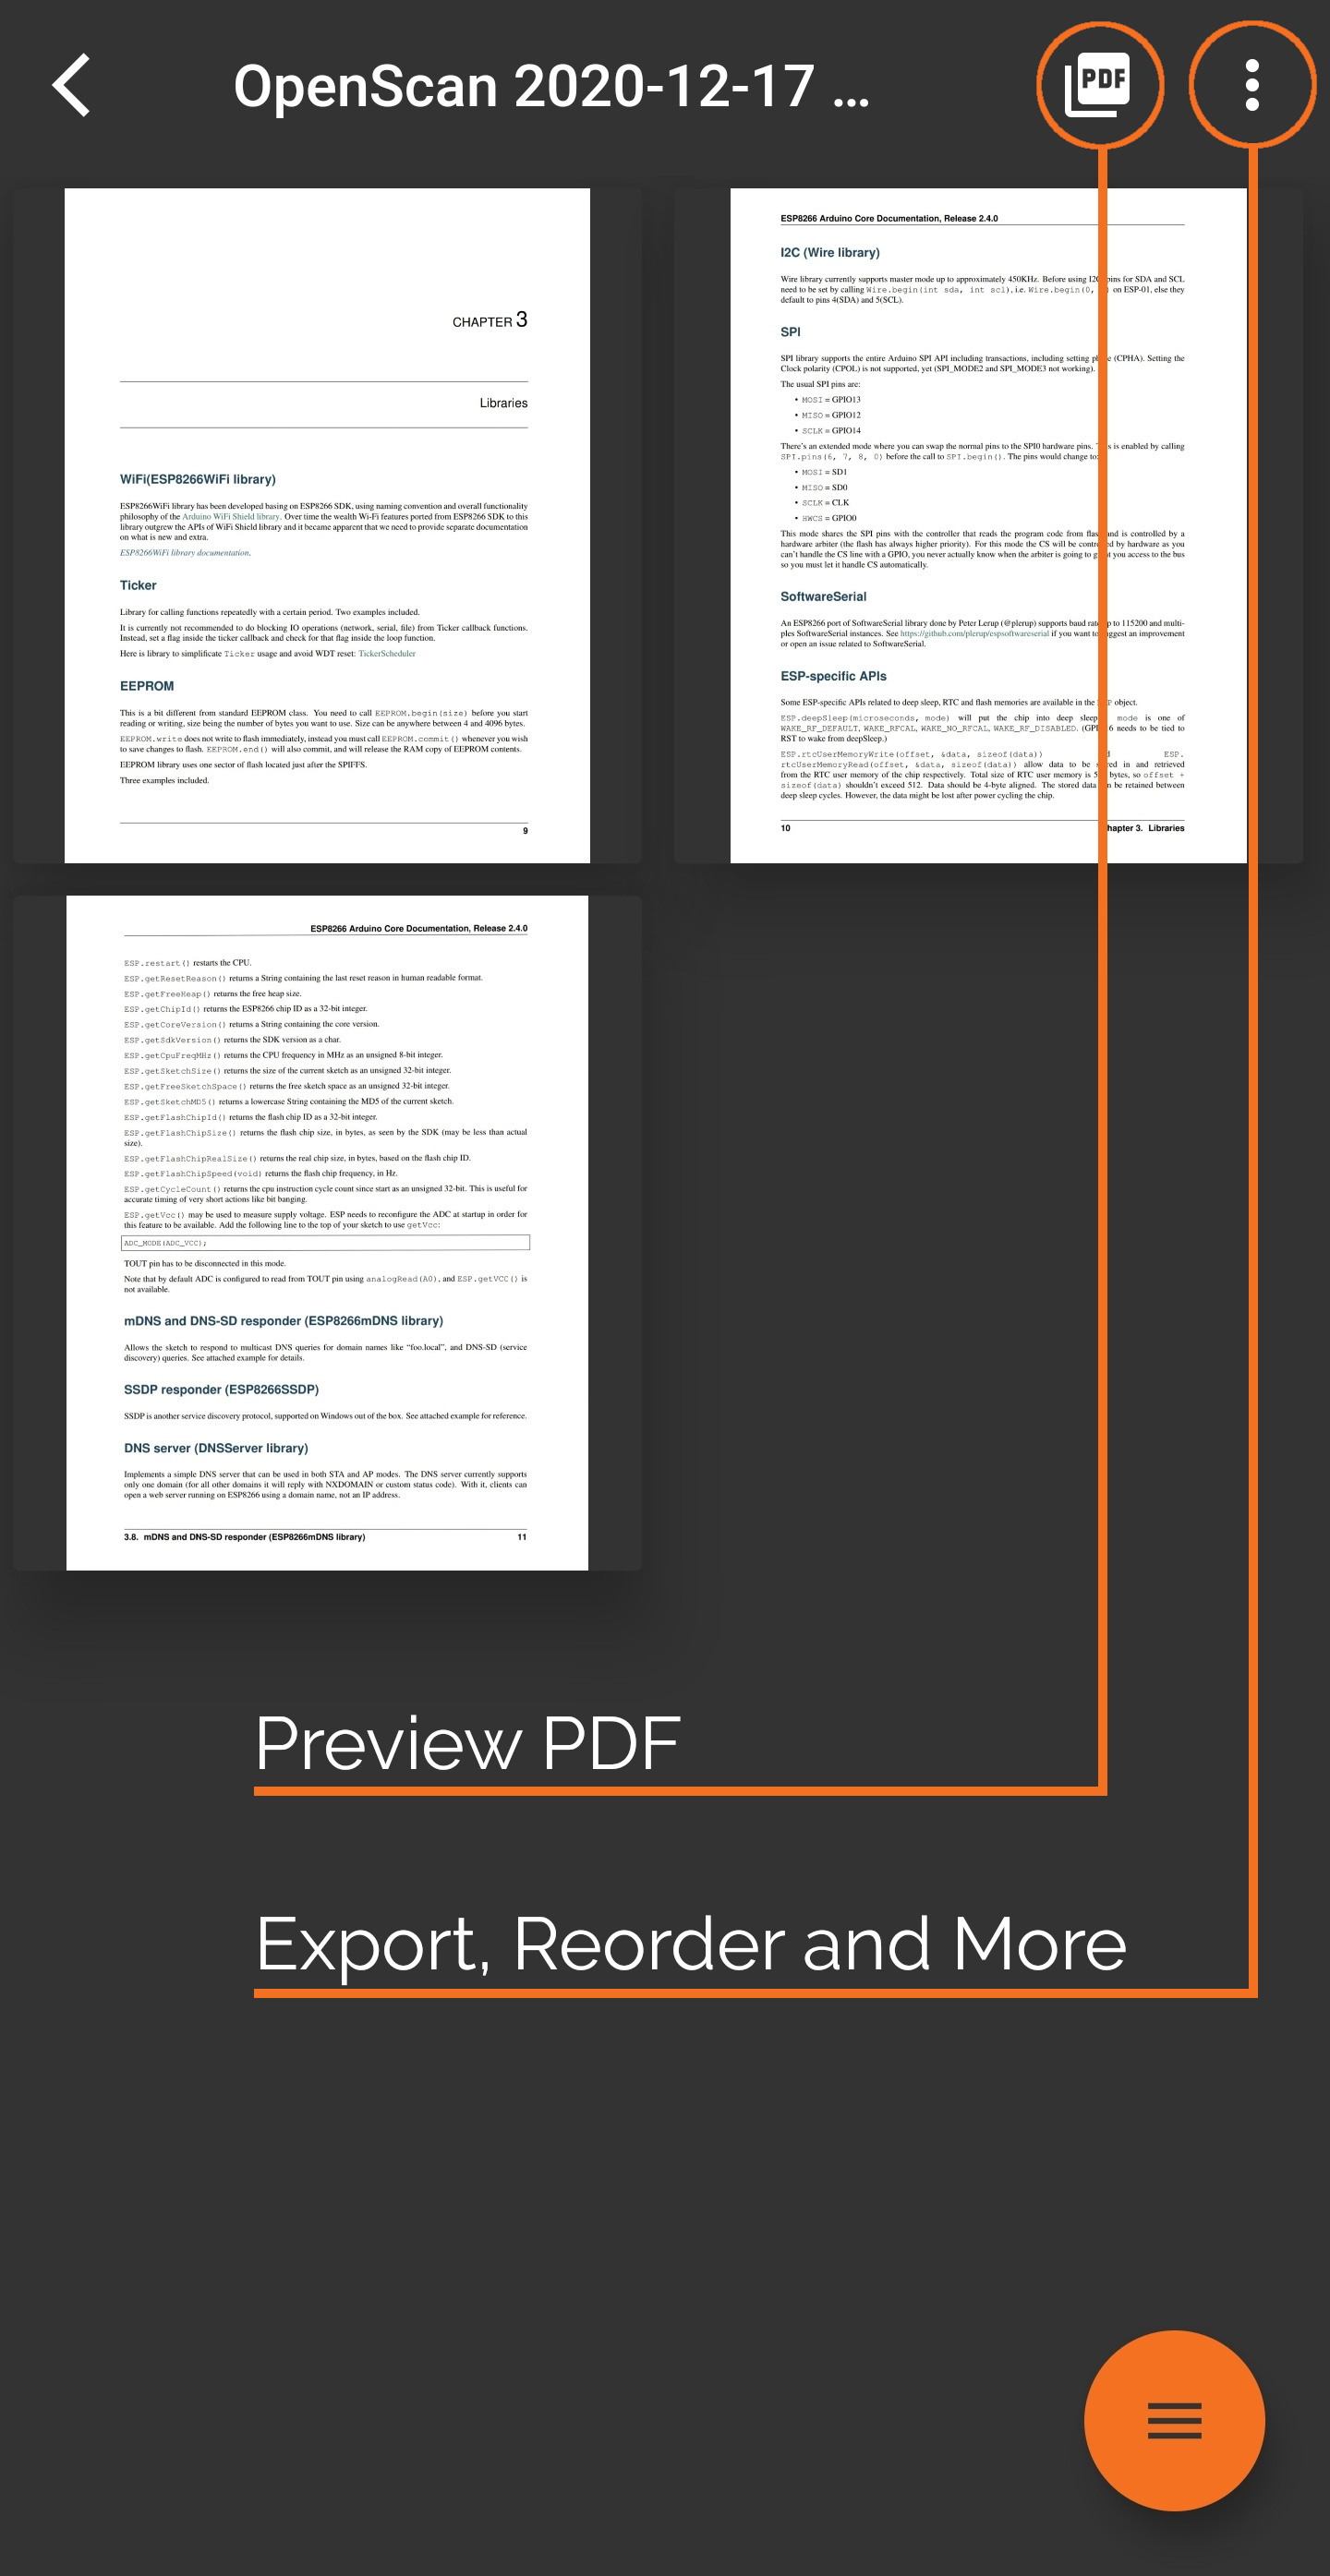 OpenScan 2020-12-17 ...
PDF
CHAPTER 3
Libraries
WiFi(ESP8266WiFi library)
ESP8266WiFi library has been developed basing on ESP8266 SDK, using naming convention and overall functionality
philosophy of the Arduino WiFi Shield library. Over time the wealth Wi-Fi features ported from ESP8266 SDK to this
library outgrew the APIs of WiFi Shield library and it became apparent that we need to provide separate documentation
on what is new and extra.
ESP8266WiFi library documentation.
Ticker
Library for calling functions repeatedly with a certain period. Two examples included.
It is currently not recommended to do blocking IO operations (network, serial, file) from Ticker callback functions.
Instead, set a flag inside the ticker callback and check for that flag inside the loop function.
Here is library to simplificate Ticker usage and avoid WDT reset: TickerScheduler
EEPROM
This is a bit different from standard EEPROM class. You need to call EEPROM.begin(size) before you start
reading or writing, size being the number of bytes you want to use. Size can be anywhere between 4 and 4096 bytes.
EEPROM.write does not write to flash immediately, instead you must call EEPROM.commit() whenever you wish
to save changes to flash. EEPROM.end() will also commit, and will release the RAM copy of EEPROM contents.
EEPROM library uses one sector of flash located just after the SPIFFS.
Three examples included.
9
ESP8266 Arduino Core Documentation, Release 2.4.0
I2C (Wire library)
Wire library currently supports master mode up to approximately 450KHz. Before using I2C pins for SDA and SCL
need to be set by calling Wire.begin(int sda, int scl), i.e. Wire.begin(0, on ESP-01, else they
default to pins 4(SDA) and 5(SCL).
SPI
SPI library supports the entire Arduino SPI API including transactions, including setting phase (CPHA). Setting the
Clock polarity (CPOL) is not supported, yet (SPI_MODE2 and SPI_MODE3 not working).
The usual SPI pins are:
• MOSI = GPIO13
• MISO = GPIO12
• SCLK = GPIO14
There's an extended mode where you can swap the normal pins to the SPI0 hardware pins. This is enabled by calling
SPI.pins(6, 7, 8, 0) before the call to SPI.begin(). The pins would change to:
• MOSI = SD1
• MISO = SD0
• SCLK = CLK
• HWCS = GPIO0
This mode shares the SPI pins with the controller that reads the program code from flash and is controlled by a
hardware arbiter (the flash has always higher priority). For this mode the CS will be controlled by hardware as you
can't handle the CS line with a GPIO, you never actually know when the arbiter is going to grant you access to the bus
so you must let it handle CS automatically.
SoftwareSerial
An ESP8266 port of SoftwareSerial library done by Peter Lerup (@plerup) supports baud rate up to 115200 and multi-
ples SoftwareSerial instances. See https://github.com/plerup/espsoftwareserial if you want to suggest an improvement
or open an issue related to SoftwareSerial.
ESP-specific APIs
Some ESP-specific APIs related to deep sleep, RTC and flash memories are available in the object.
ESP.deepSleep(microseconds, mode) will put the chip into deep sleep. mode is one of
WAKE_RF_DEFAULT, WAKE_RFCAL, WAKE_NO_RFCAL, WAKE_RF_DISABLED. (GPIO16 needs to be tied to
RST to wake from deepSleep.)
ESP.rtcUserMemoryWrite(offset, &data, sizeof(data)) ESP.
rtcUserMemoryRead(offset, &data, sizeof(data)) allow data to be stored in and retrieved
from the RTC user memory of the chip respectively. Total size of RTC user memory is 512 bytes, so offset +
sizeof(data) shouldn't exceed 512. Data should be 4-byte aligned. The stored data can be retained between
deep sleep cycles. However, the data might be lost after power cycling the chip.
10 Chapter 3. Libraries
ESP8266 Arduino Core Documentation, Release 2.4.0
ESP.restart() restarts the CPU.
ESP.getResetReason() returns a String containing the last reset reason in human readable format.
ESP.getFreeHeap() returns the free heap size.
ESP.getChipId() returns the ESP8266 chip ID as a 32-bit integer.
ESP.getCoreVersion() returns a String containing the core version.
ESP.getSdkVersion() returns the SDK version as a char.
ESP.getCpuFreqMHz() returns the CPU frequency in MHz as an unsigned 8-bit integer.
ESP.getSketchSize() returns the size of the current sketch as an unsigned 32-bit integer.
ESP.getFreeSketchSpace() returns the free sketch space as an unsigned 32-bit integer.
ESP.getSketchMD5() returns a lowercase String containing the MD5 of the current sketch.
ESP.getFlashChipId() returns the flash chip ID as a 32-bit integer.
ESP.getFlashChipSize() returns the flash chip size, in bytes, as seen by the SDK (may be less than actual
size).
ESP.getFlashChipRealSize() returns the real chip size, in bytes, based on the flash chip ID.
ESP.getFlashChipSpeed(void) returns the flash chip frequency, in Hz.
ESP.getCycleCount() returns the cpu instruction cycle count since start as an unsigned 32-bit. This is useful for
accurate timing of very short actions like bit banging.
ESP.getVcc() may be used to measure supply voltage. ESP needs to reconfigure the ADC at startup in order for
this feature to be available. Add the following line to the top of your sketch to use getVcc:
ADC_MODE(ADC_VCC);
TOUT pin has to be disconnected in this mode.
Note that by default ADC is configured to read from TOUT pin using analogRead(A0), and ESP.getVCC() is
not available.
mDNS and DNS-SD responder (ESP8266mDNS library)
Allows the sketch to respond to multicast DNS queries for domain names like “foo.local”, and DNS-SD (service
discovery) queries. See attached example for details.
SSDP responder (ESP8266SSDP)
SSDP is another service discovery protocol, supported on Windows out of the box. See attached example for reference.
DNS server (DNSServer library)
Implements a simple DNS server that can be used in both STA and AP modes. The DNS server currently supports
only one domain (for all other domains it will reply with NXDOMAIN or custom status code). With it, clients can
open a web server running on ESP8266 using a domain name, not an IP address.
3.8. mDNS and DNS-SD responder (ESP8266mDNS library) 11
Preview PDF
Export, Reorder and More